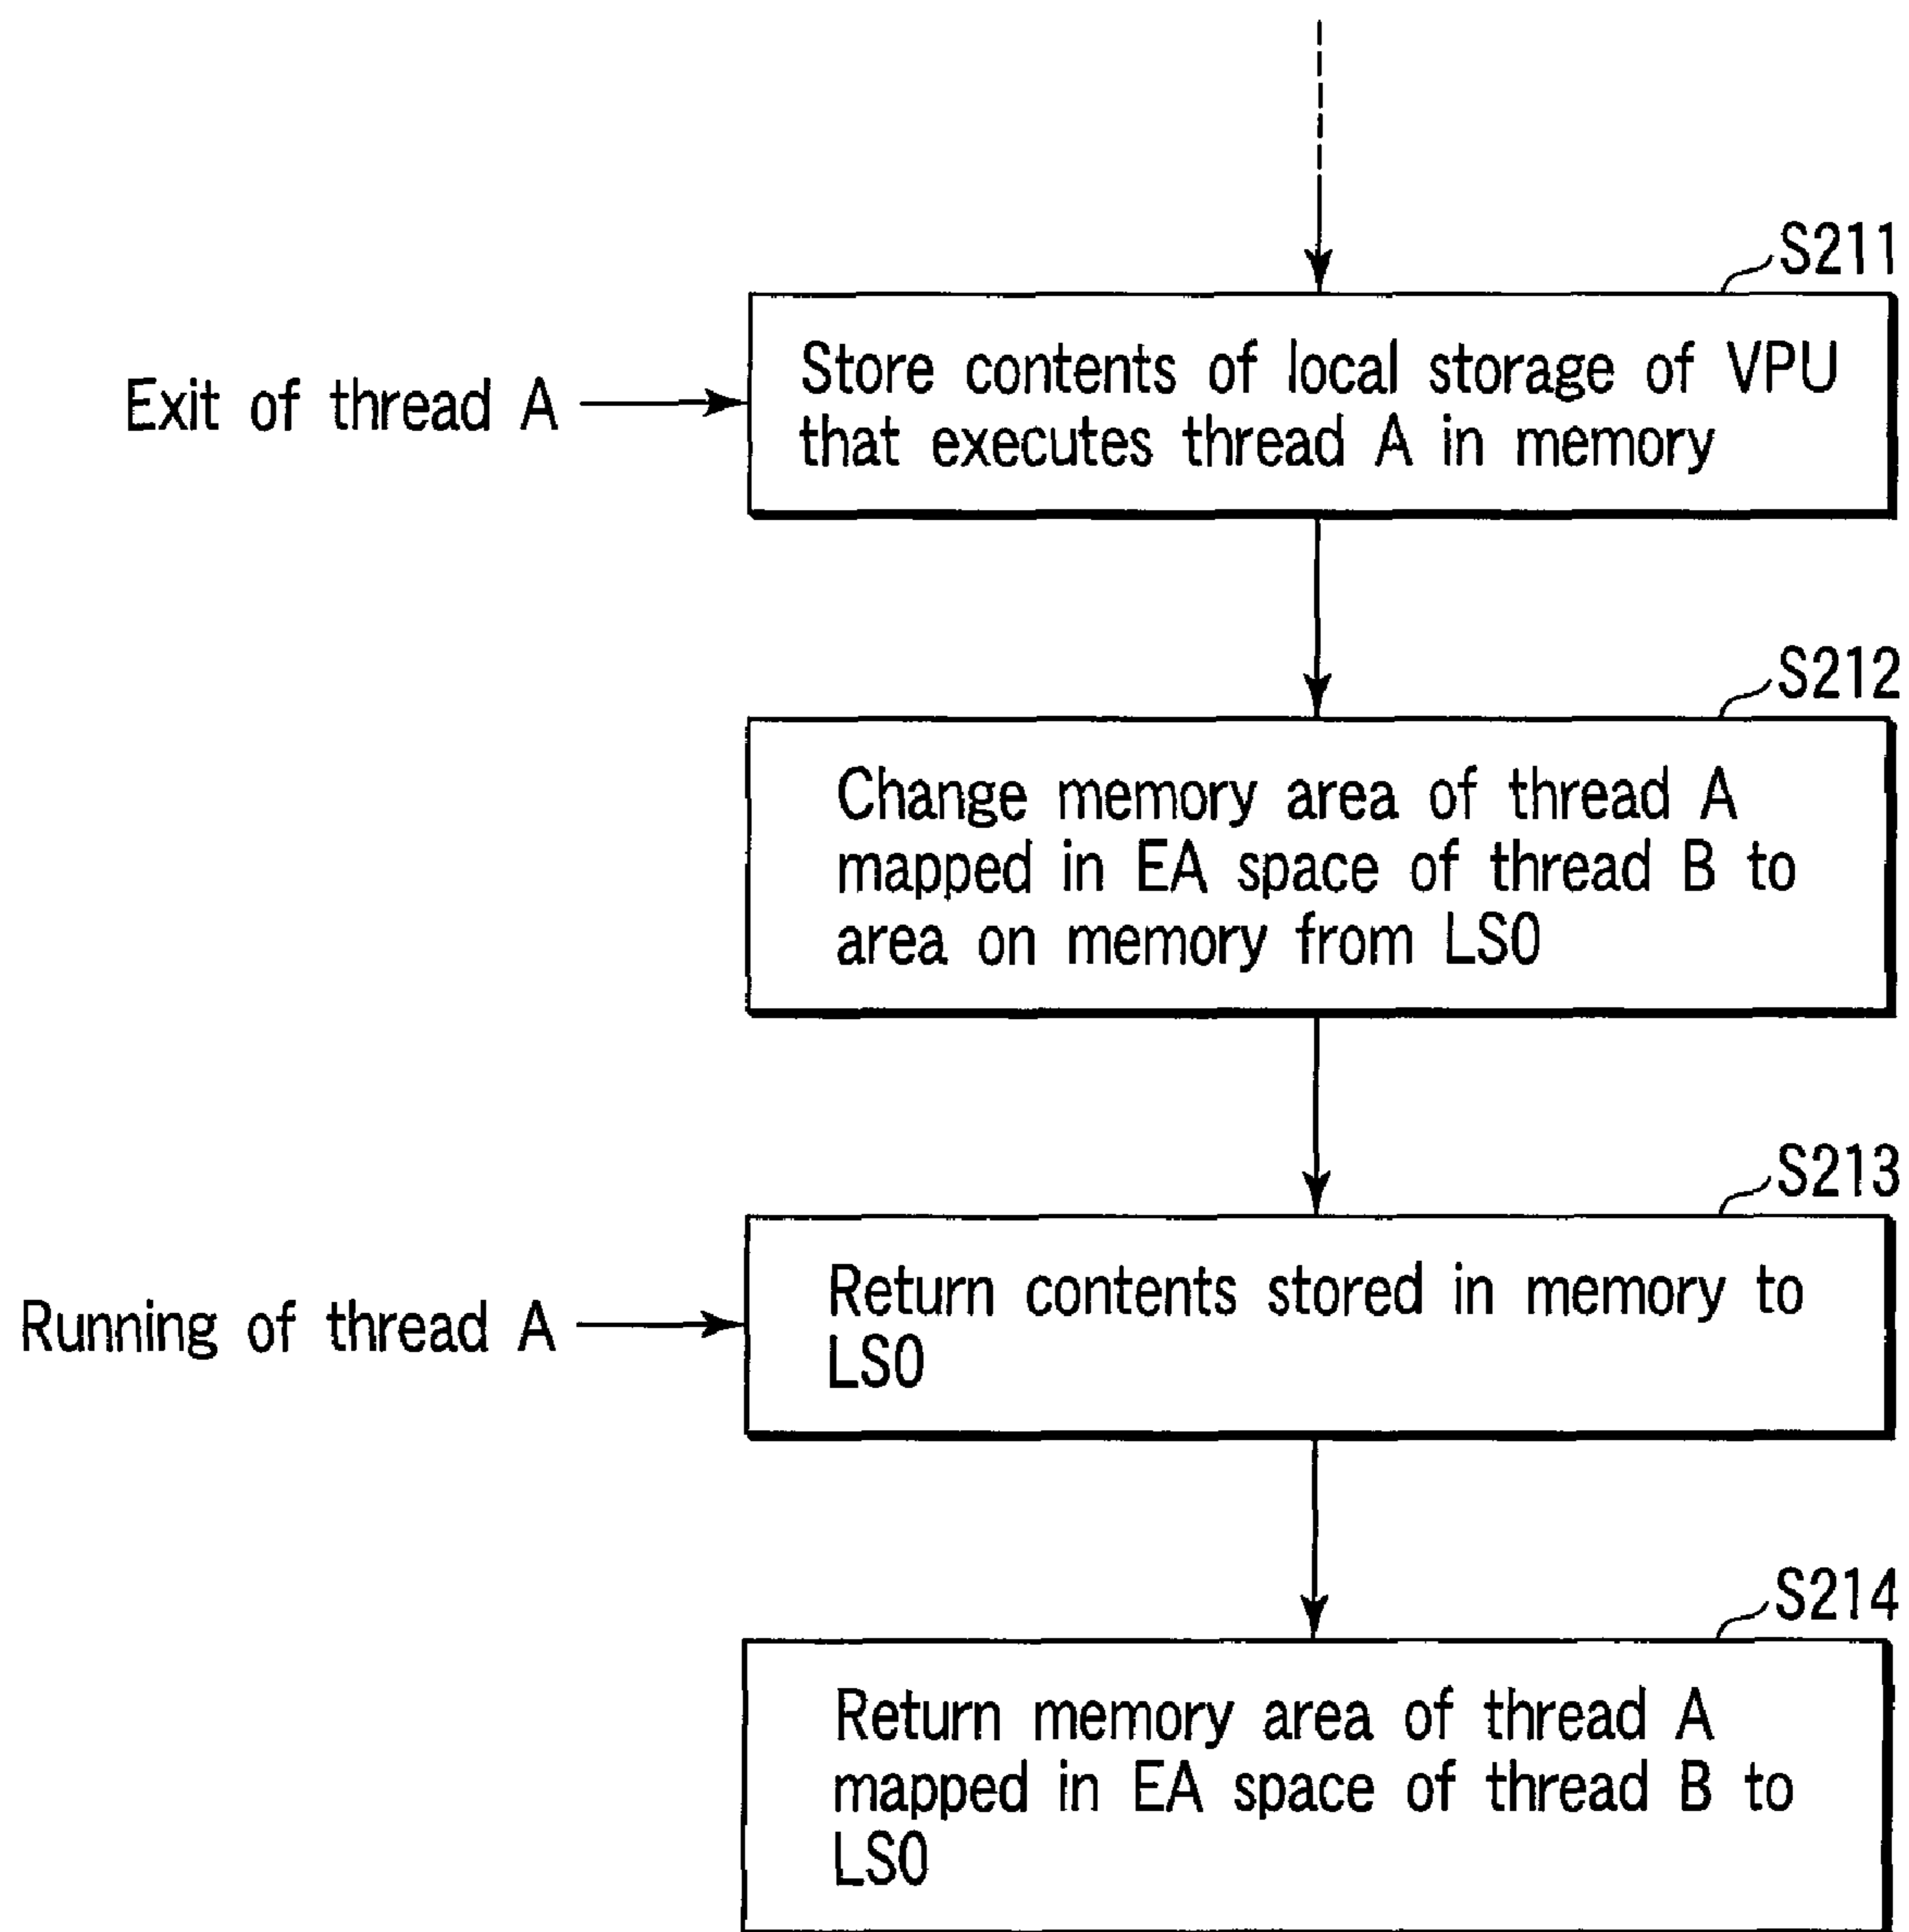 S211
Exit of thread A
Store contents of local storage of VPU
that executes thread A in memory
S212
Change memory area of thread A
mapped in EA space of thread B to
area on memory from LS0
S213
Running of thread A
Return contents stored in memory to
LS0
S214
Return memory area of thread A
mapped in EA space of thread B to
LS0